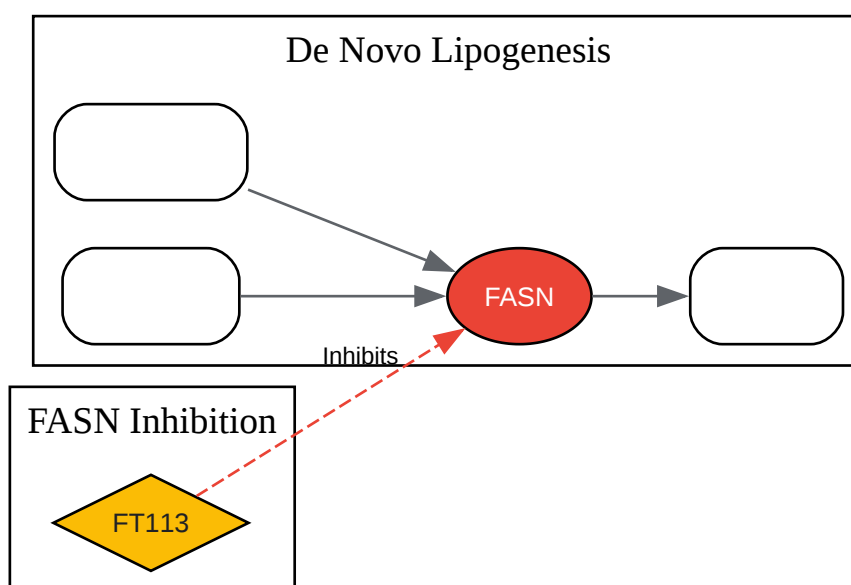 De Novo Lipogenesis
FASN
Inhibits
FASN Inhibition
FT113